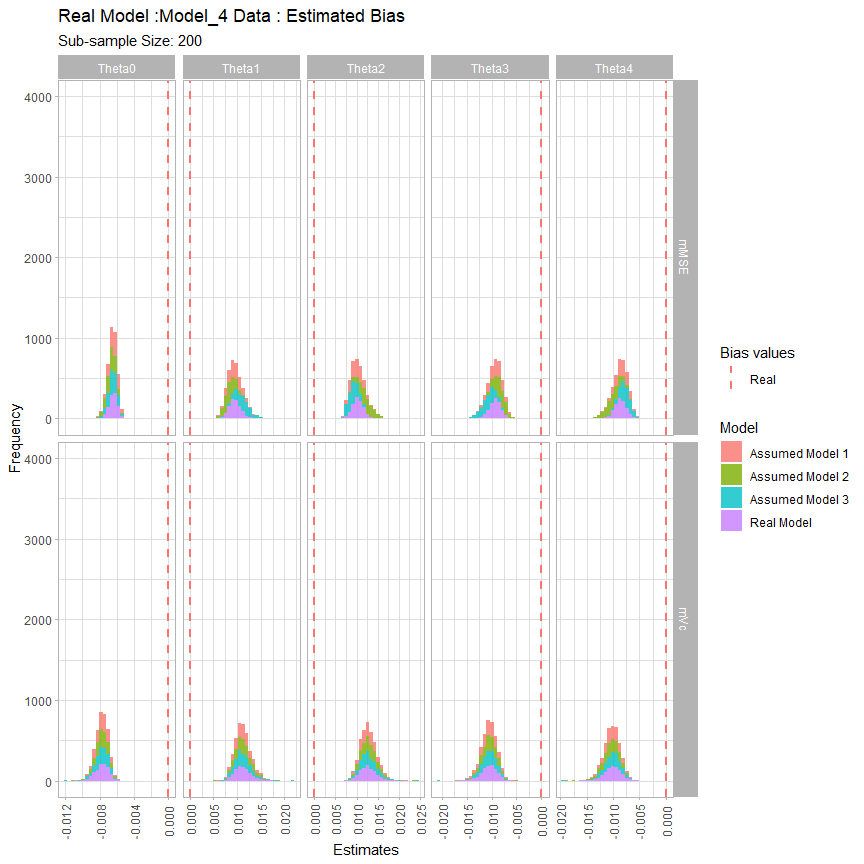 Real Model :Model_4 Data : Estimated Bias
Sub-sample Size: 200
Theta0 Theta1 Theta2 Theta3 Theta4
4000
3000
2000
1000
0
mMSE
4000
3000
2000
1000
0
mVc
Frequency
-0.012 -0.008 -0.004 0.000 0.000 0.005 0.010 0.015 0.020 0.000 0.005 0.010 0.015 0.020 0.025 -0.020 -0.015 -0.010 -0.005 0.000 -0.020 -0.015 -0.010 -0.005 0.000
Estimates
Bias values
Real
Model
Assumed Model 1
Assumed Model 2
Assumed Model 3
Real Model